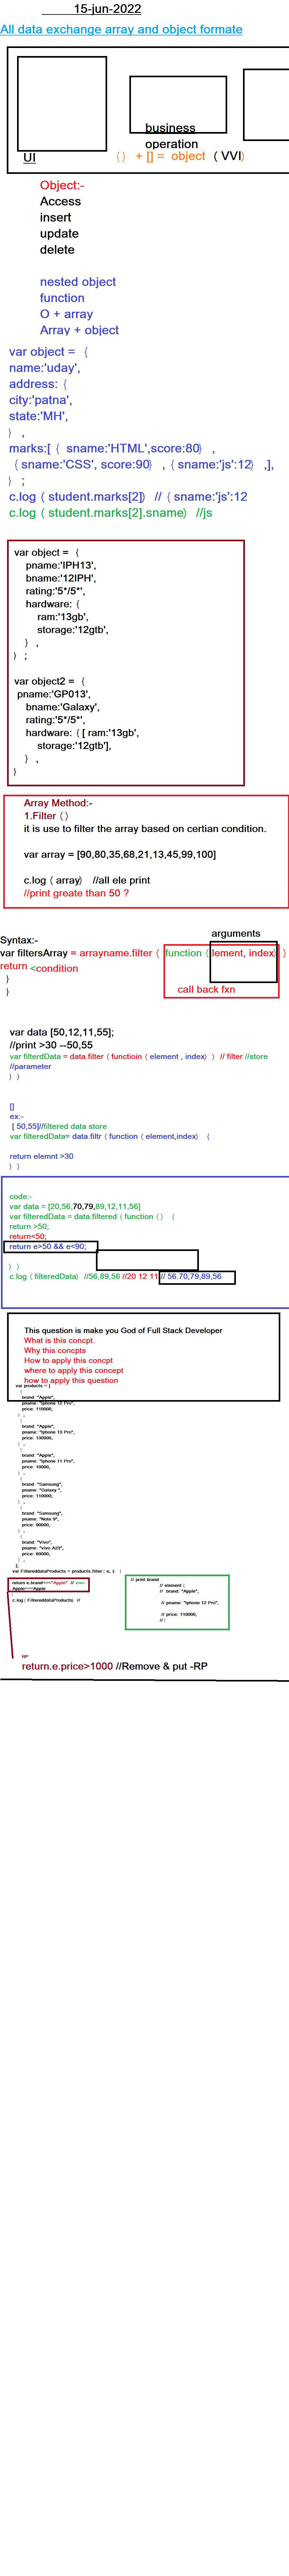 15-jun-2022
All data exchange array and object formate
business
operation
UI
{} + [] = object ( VVI)
Object:-
Access
insert
update
delete
nested object
function
O + array
Array + object
var object = {
name:'uday',
address: {
city:'patna',
state:'MH',
} ,
marks:[ { sname:'HTML',score:80} ,
{ sname:'CSS', score:90} , { sname:'js':12} ,],
} ;
c.log ( student.marks[2]) // { sname:'js':12
c.log ( student.marks[2].sname) //js
var object = {
pname:'IPH13',
bname:'12IPH',
rating:'5*/5*',
hardware: {
ram:'13gb',
storage:'12gtb',
} ,
} ;
var object2 = {
pname:'GP013',
bname:'Galaxy',
rating:'5*/5*',
hardware: { [ ram:'13gb',
storage:'12gtb'],
} ,
}
Array Method:-
1.Filter ()
it is use to filter the array based on certian condition.
var array = [90,80,35,68,21,13,45,99,100]
c.log ( array) //all ele print
//print greate than 50 ?
arguments
Syntax:-
var filtersArray = arrayname.filter ( function ( lement, index) )
return <condition
}
}
call back fxn
var data [50,12,11,55];
//print >30 --50,55
var filterdData = data.filter ( functioin ( element , index) ) // filter //store
//parameter
} )
[]
ex:-
[ 50,55]//filtered data store
var filteredData= data.filtr ( function ( element,index) {
return elemnt >30
} )
code:-
var data = [20,56,70,79,89,12,11,56]
var filteredData = data.filtered ( function () {
return >50;
return<50;
return e>50 && e<90;
} )
c.log ( filteredData) //56,89,56 //20 12 11 // 56.70,79,89,56
This question is make you God of Full Stack Developer
What is this concpt.
Why this concpts
How to apply this concpt
where to apply this concept
how to apply this question
var products = [
{
brand: "Apple",
pname: "Iphone 12 Pro",
price: 110000,
} ,
{
brand: "Apple",
pname: "Iphone 13 Pro",
price: 130000,
} ,
{
brand: "Apple",
pname: "Iphone 11 Pro",
price: 10000,
} ,
{
brand: "Samsung",
pname: "Galaxy ",
price: 110000,
} ,
{
brand: "Samsung",
pname: "Note 9",
price: 90000,
} ,
{
brand: "Vivo",
pname: "vivo A23",
price: 60000,
} ,
];
var FiltereddataProducts = products.filter ( e, i) {
return e.brand==="Apple" // vivo
Apple===Apple
c.log ( FiltereddataProducts) //
// print brand
// element {
// brand: "Apple",
// pname: "Iphone 12 Pro",
// price: 110000,
// }
RP
return.e.price>1000 //Remove & put -RP